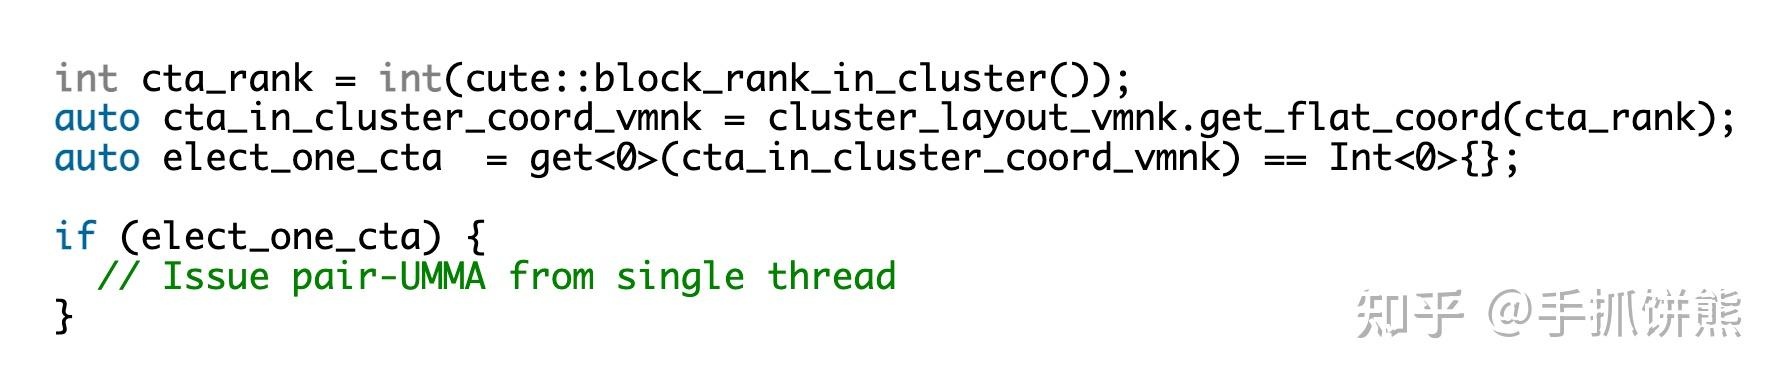 int cta_rank = int(cute::block_rank_in_cluster());
auto cta_in_cluster_coord_vmnk = cluster_layout_vmnk.get_flat_coord(cta_rank);
auto elect_one_cta  = get<0>(cta_in_cluster_coord_vmnk) == Int<0>{};
if (elect_one_cta) {
  // Issue pair-UMMA from single thread
}
知乎 @手抓饼熊